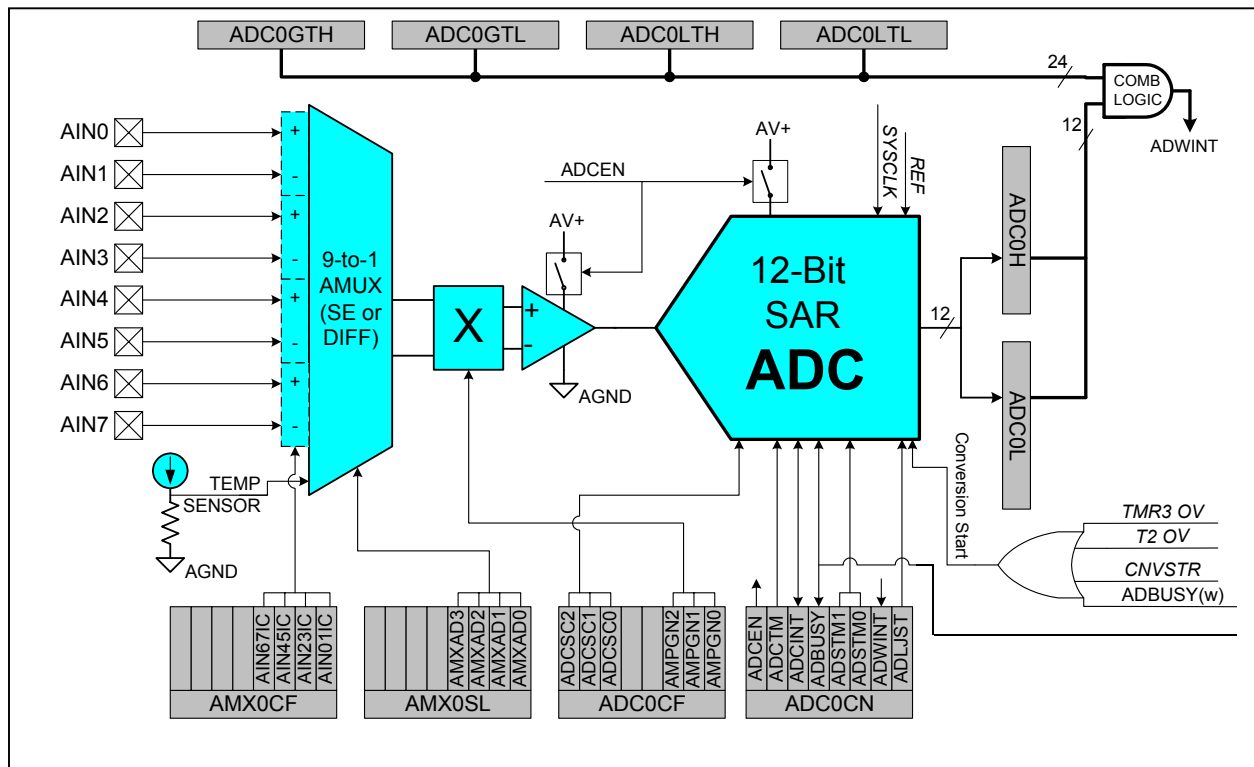 ADC0GTH
ADC0GTL
ADC0LTH
ADC0LTL
24
COMB
LOGIC
12
ADWINT
AIN0
AIN1
AIN2
AIN3
AIN4
AIN5
AIN6
AIN7
+
-
+
-
+
-
+
-
9-to-1
AMUX
(SE or
DIFF)
X
+
-
ADCEN
AV+
AV+
AGND
SYSCLK
REF
12-Bit
SAR
ADC
12
ADC0H
ADC0L
TEMP
SENSOR
AGND
Conversion Start
TMR3 OV
T2 OV
CNVSTR
ADBUSY(w)
AIN67IC
AIN45IC
AIN23IC
AIN01IC
AMX0CF
AMXAD3
AMXAD2
AMXAD1
AMXAD0
AMX0SL
ADCSC2
ADCSC1
ADCSC0
AMPGN2
AMPGN1
AMPGN0
ADC0CF
ADCEN
ADCTM
ADCINT
ADBUSY
ADSTM1
ADSTM0
ADWINT
ADLJST
ADC0CN